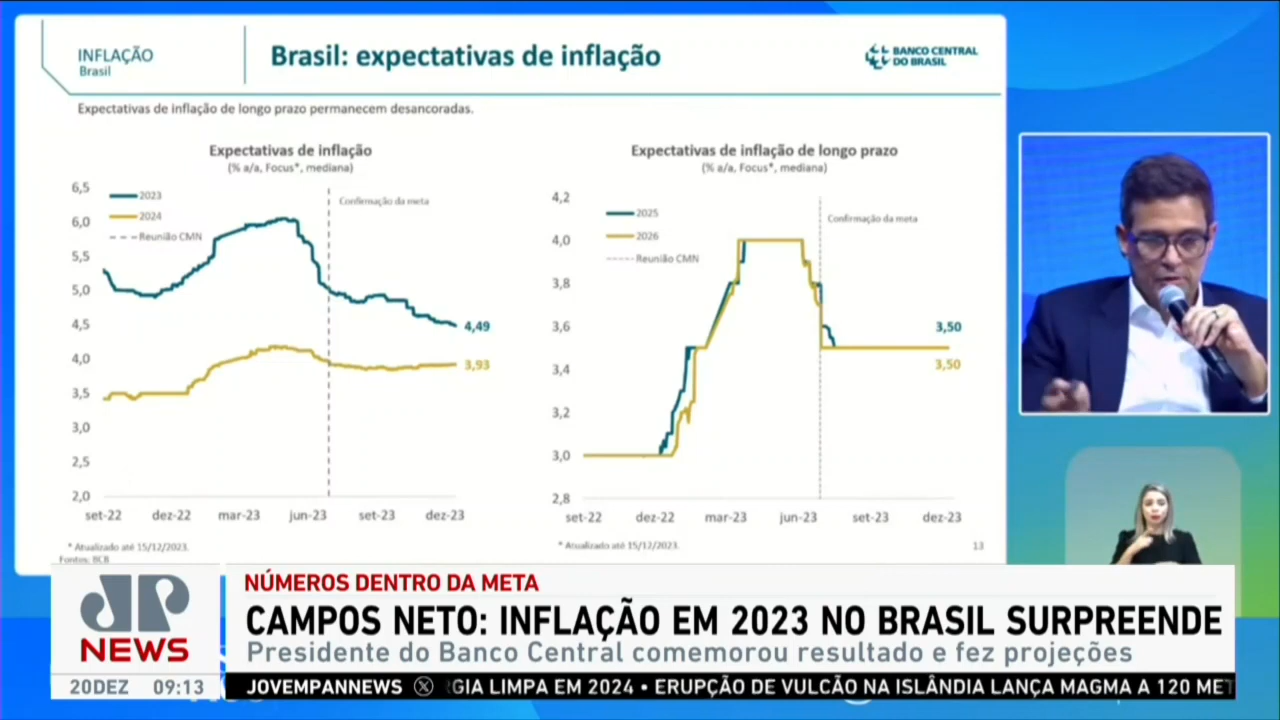 INFLAÇÃO
Brasil
Brasil: expectativas de inflação
BANCO CENTRAL
DO BRASIL
Expectativas de inflação de longo prazo permanecem desancoradas.
Expectativas de inflação
(% a/a, Focus*, mediana)
6,5
6,0
5,5
5,0
4,5
4,0
3,5
3,0
2,5
2,0
2023
2024
Reunião CMN
Confirmação da meta
4,49
3,93
set-22 dez-22 mar-23 jun-23 set-23 dez-23
* Atualizado até 15/12/2023.
Fontes: BCB
Expectativas de inflação de longo prazo
(% a/a, Focus*, mediana)
4,2
4,0
3,8
3,6
3,4
3,2
3,0
2,8
2025
2026
Reunião CMN
Confirmação da meta
3,50
3,50
set-22 dez-22 mar-23 jun-23 set-23 dez-23
* Atualizado até 15/12/2023.
13
JP
NEWS
NÚMEROS DENTRO DA META
CAMPOS NETO: INFLAÇÃO EM 2023 NO BRASIL SURPREENDE
Presidente do Banco Central comemorou resultado e fez projeções
20DEZ 09:13
JOVEMPANNEWS GIA LIMPA EM 2024 • ERUPÇÃO DE VULCÃO NA ISLÂNDIA LANÇA MAGMA A 120 MET